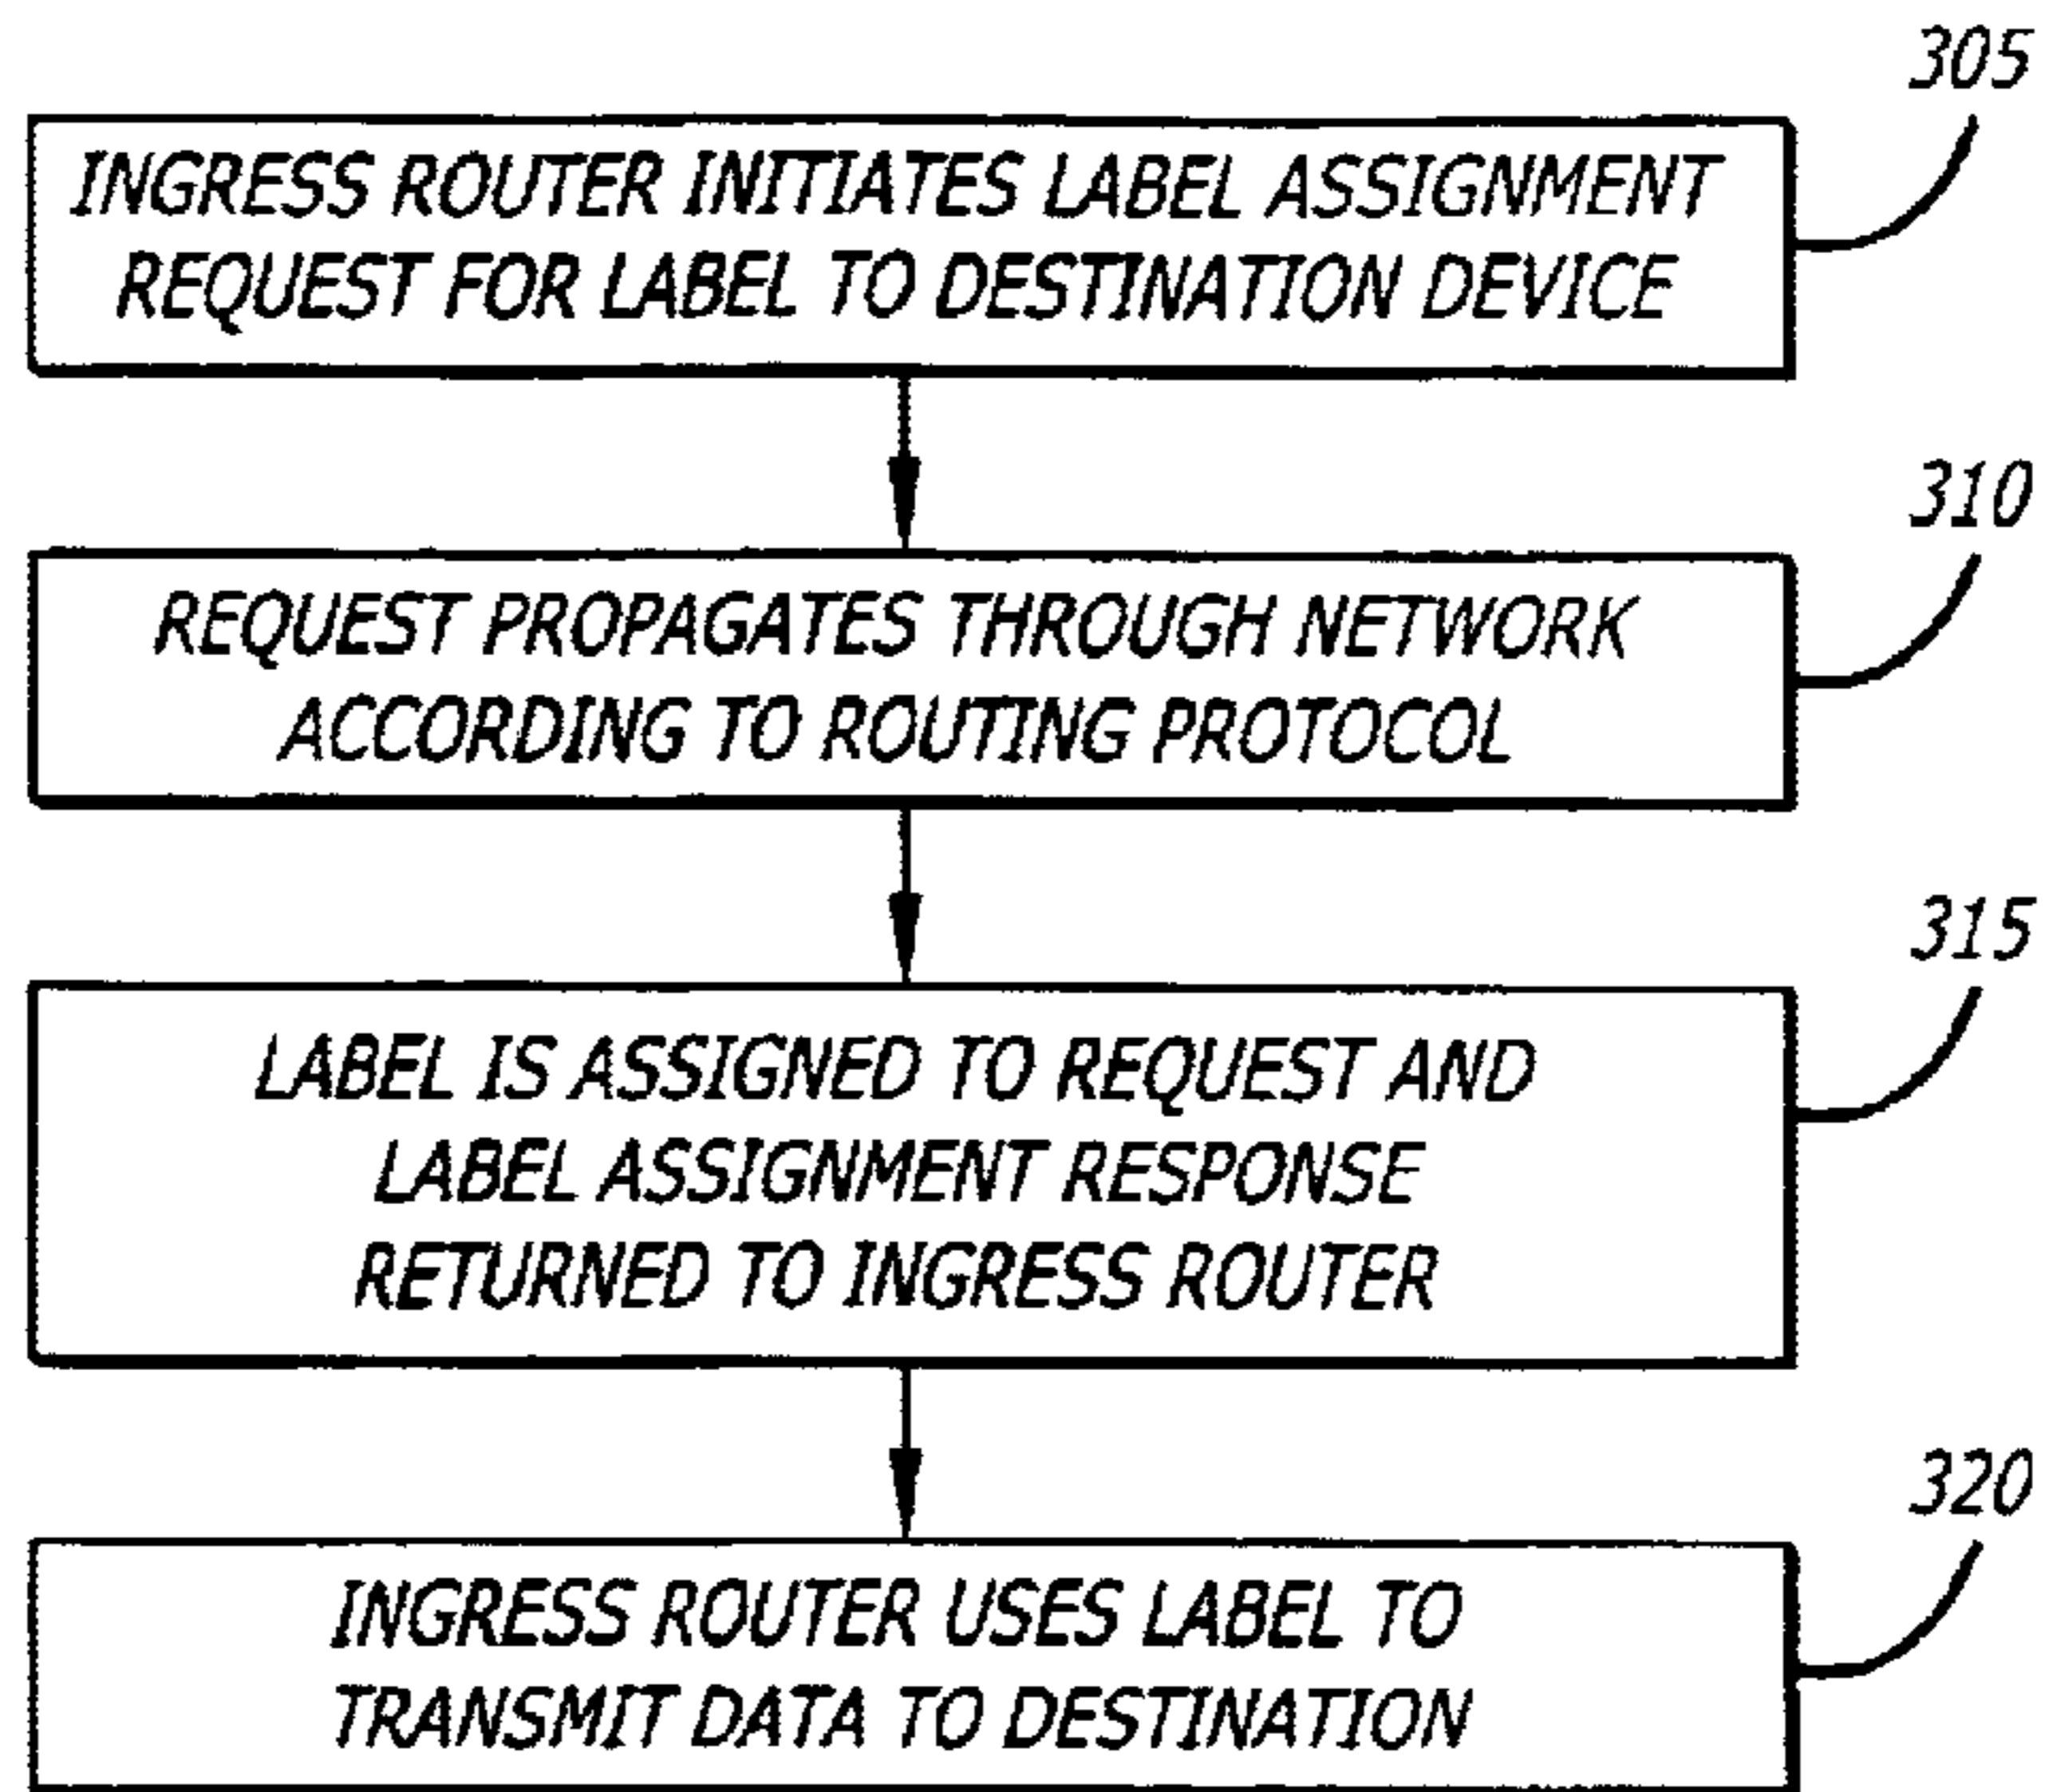 305
INGRESS ROUTER INITIATES LABEL ASSIGNMENT
REQUEST FOR LABEL TO DESTINATION DEVICE
310
REQUEST PROPAGATES THROUGH NETWORK
ACCORDING TO ROUTING PROTOCOL
315
LABEL IS ASSIGNED TO REQUEST AND
LABEL ASSIGNMENT RESPONSE
RETURNED TO INGRESS ROUTER
320
INGRESS ROUTER USES LABEL TO
TRANSMIT DATA TO DESTINATION